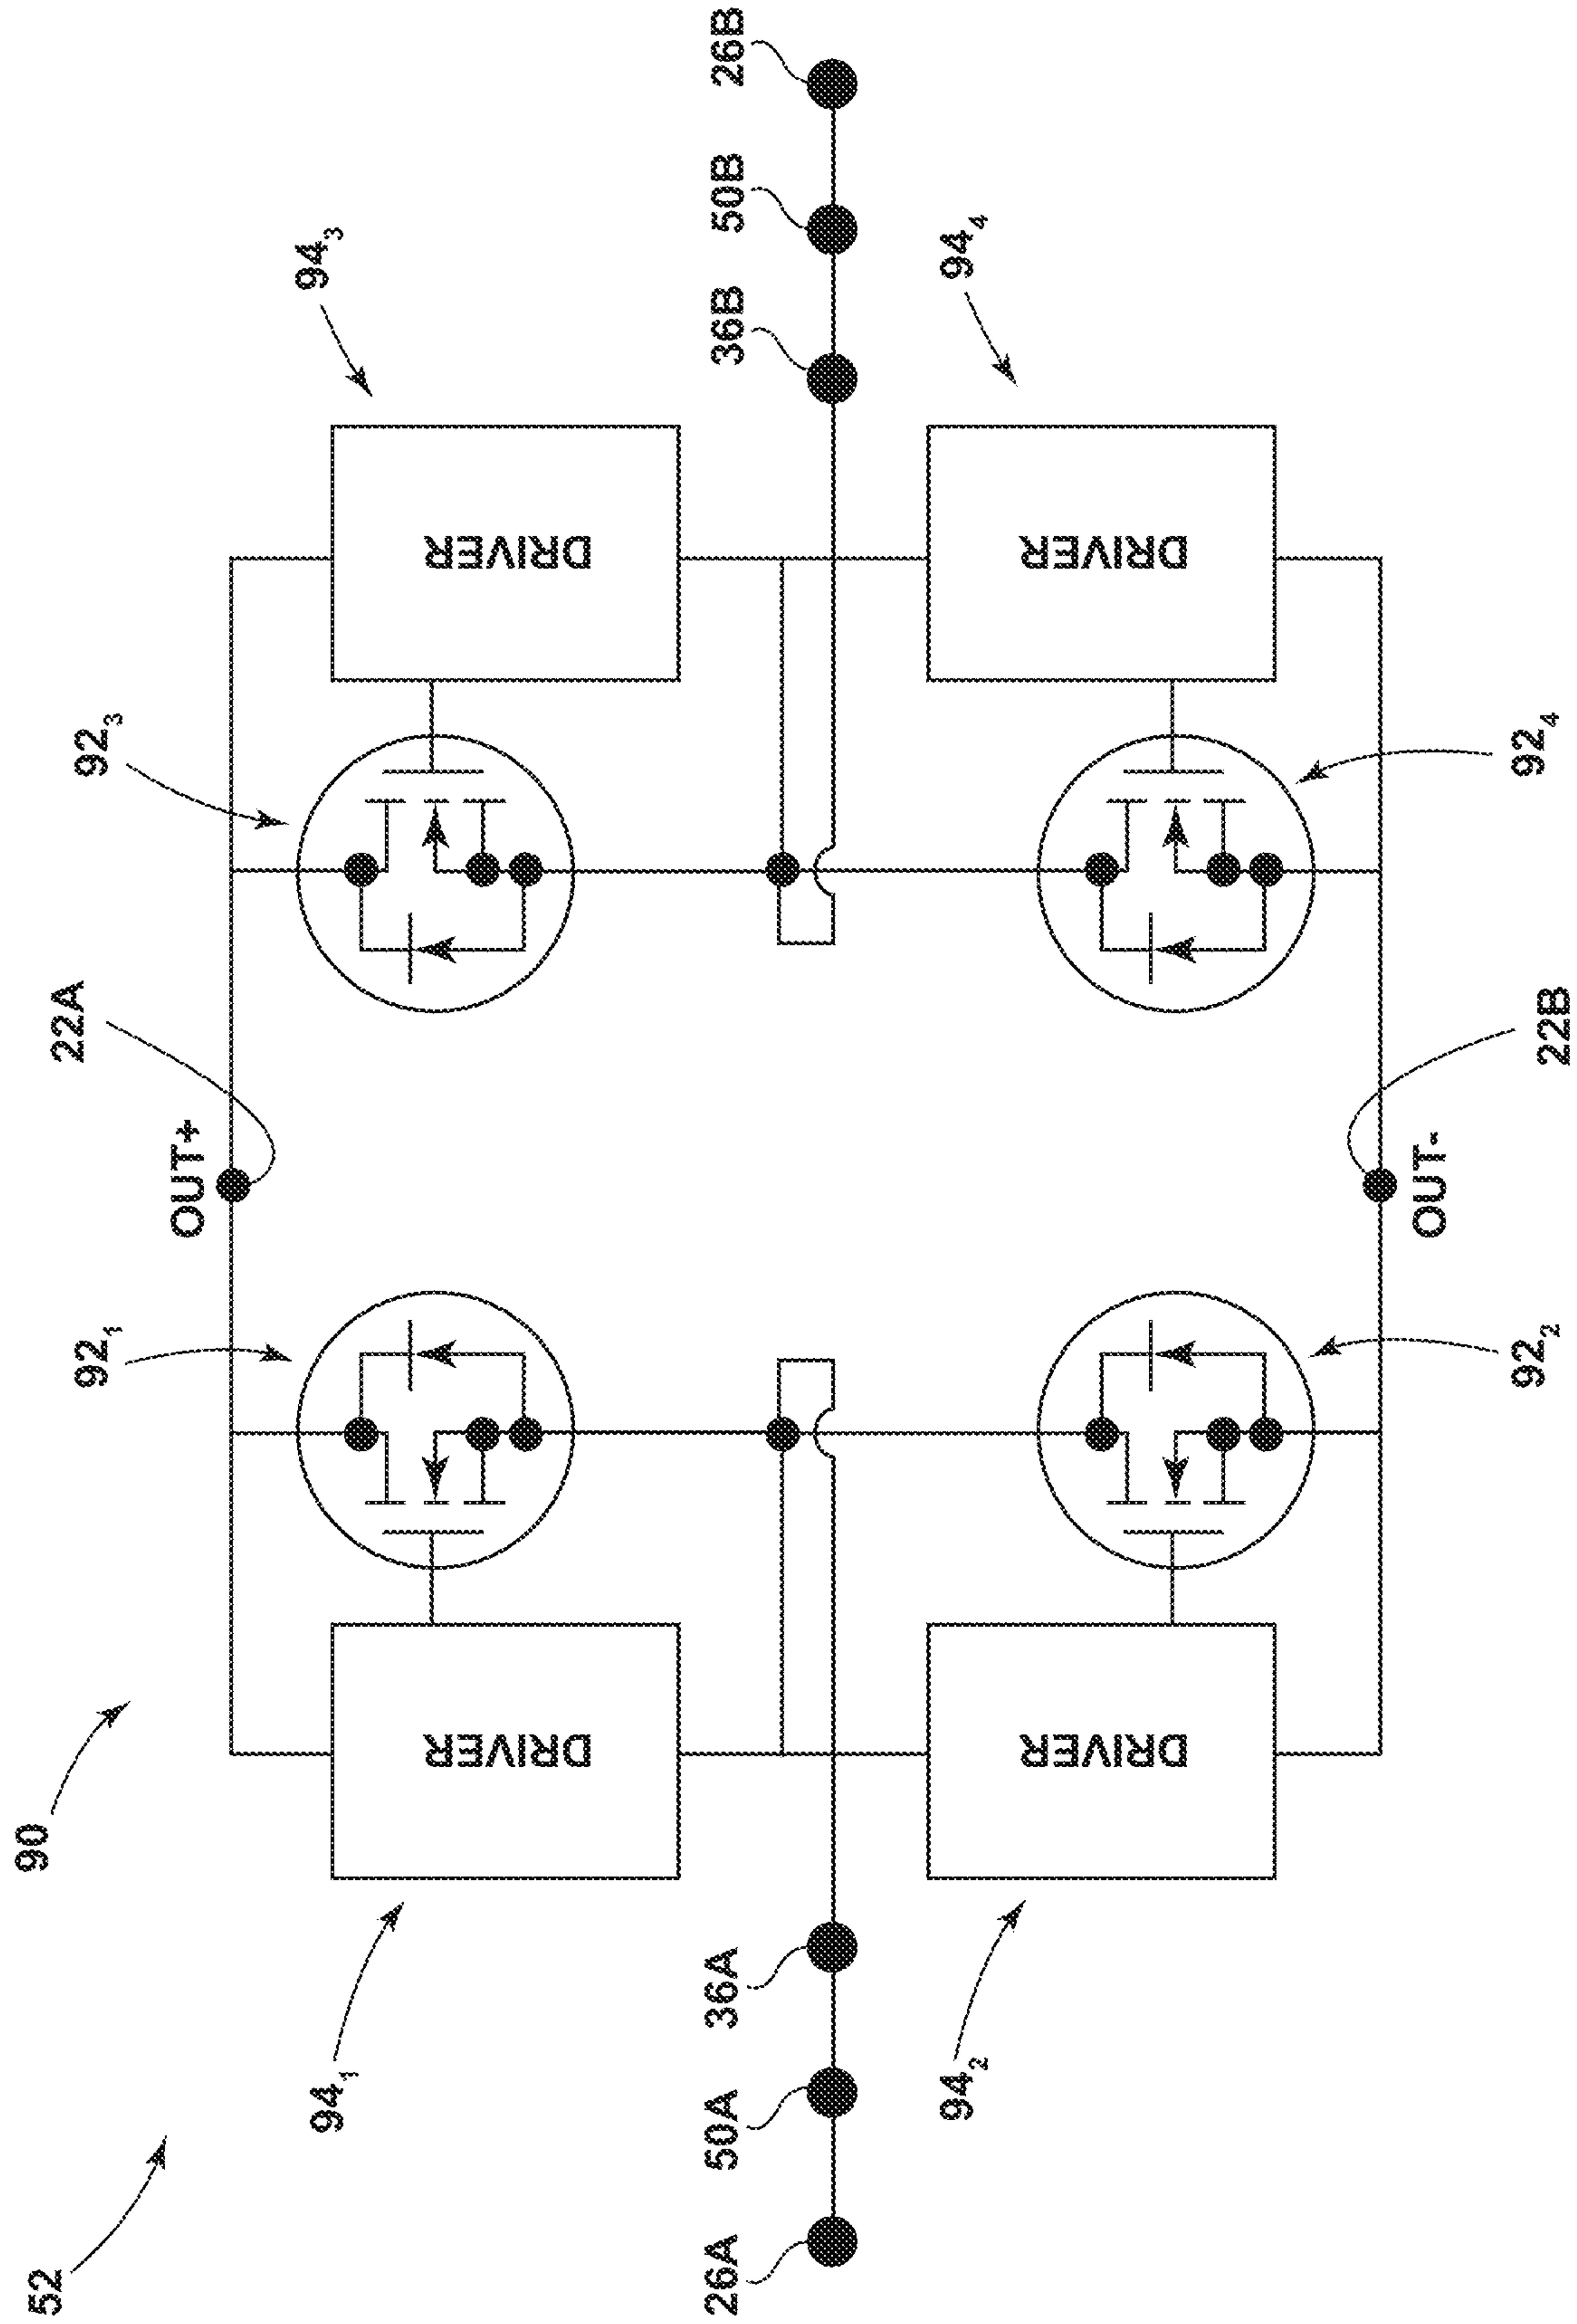 52
90
92₁
22A
92₃
OUT+
94₁
94₃
DRIVER
DRIVER
26A
50A
36A
36B
50B
26B
94₂
94₄
DRIVER
DRIVER
OUT-
92₂
22B
92₄